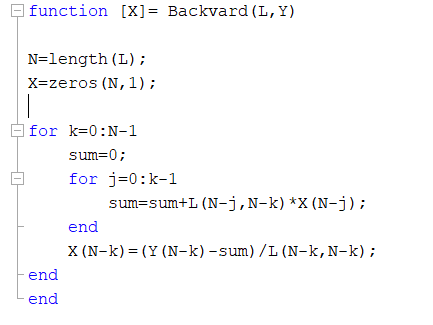 function [X]= Backvard(L,Y)
N=length(L);
X=zeros(N,1);
for k=0:N-1
sum=0;
for j=0:k-1
sum=sum+L(N-j,N-k)*X(N-j);
end
X(N-k)=(Y(N-k)-sum)/L(N-k,N-k);
end
end